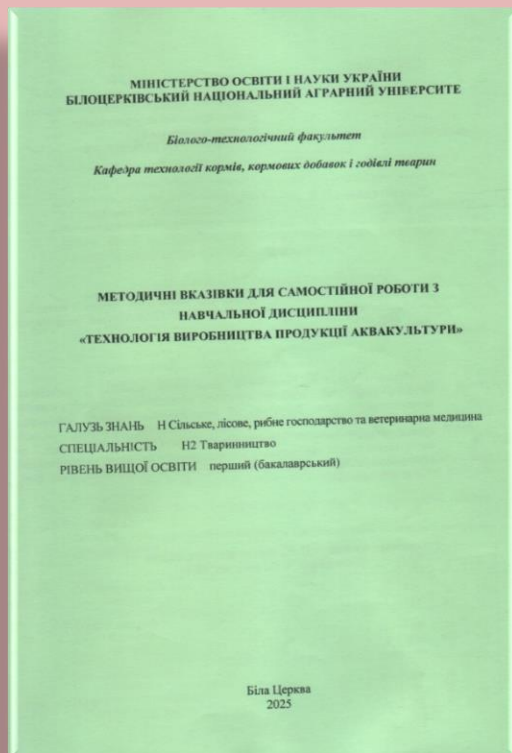 МІНІСТЕРСТВО ОСВІТИ І НАУКИ УКРАЇНИ
БІЛОЦЕРКІВСЬКИЙ НАЦІОНАЛЬНИЙ АГРАРНИЙ УНІВЕРСИТЕ
Біолого-технологічний факультет
Кафедра технології кормів, кормових добавок і годівлі тварин
МЕТОДИЧНІ ВКАЗІВКИ ДЛЯ САМОСТІЙНОЇ РОБОТИ З
НАВЧАЛЬНОЇ ДИСЦИПЛІНИ
«ТЕХНОЛОГІЯ ВИРОБНИЦТВА ПРОДУКЦІЇ АКВАКУЛЬТУРИ»
ГАЛУЗЬ ЗНАНЬ Н Сільське, лісове, рибне господарство та ветеринарна медицина
СПЕЦІАЛЬНІСТЬ Н2 Тваринництво
РІВЕНЬ ВИЩОЇ ОСВІТИ перший (бакалаврський)
Біла Церква
2025